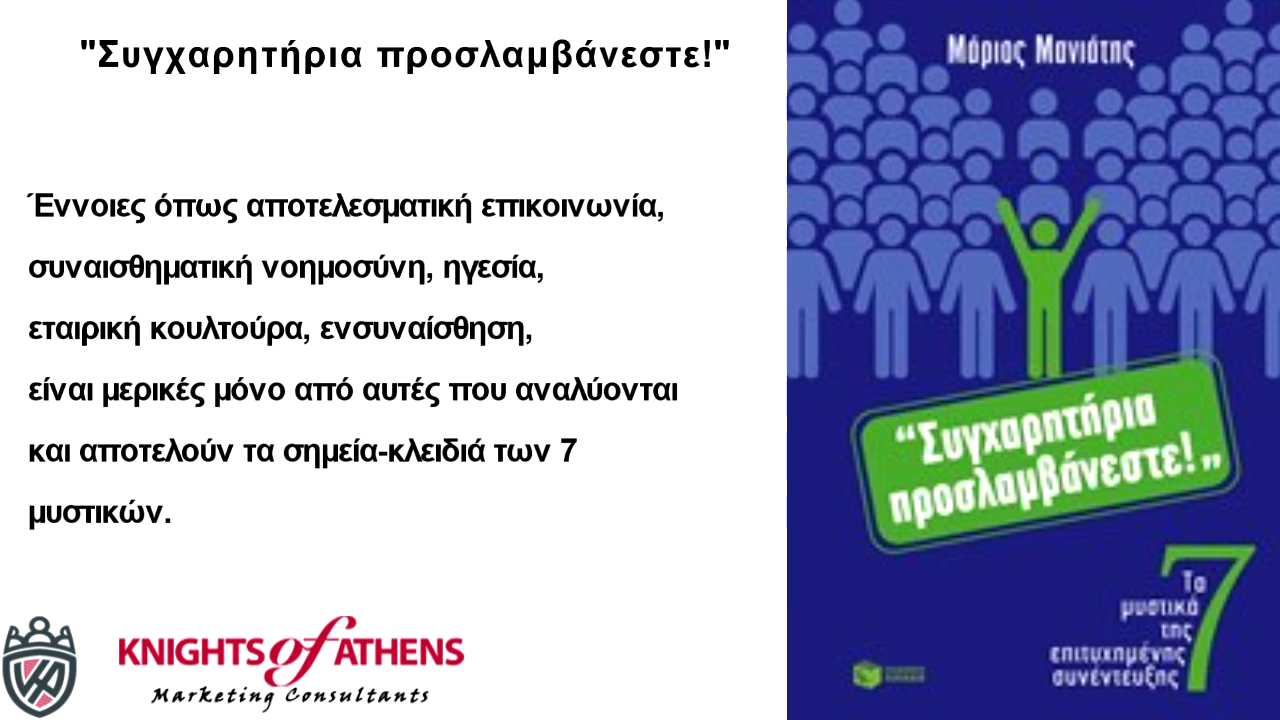 "Συγχαρητήρια προσλαμβάνεστε!"
Έννοιες όπως αποτελεσματική επικοινωνία,
συναισθηματική νοημοσύνη, ηγεσία,
εταιρική κουλτούρα, ενσυναίσθηση,
είναι μερικές μόνο από αυτές που αναλύονται
και αποτελούν τα σημεία-κλειδιά των 7
μυστικών.
KNIGHTS of ATHENS
Marketing Consultants
Μάριος Μανιάτης
“Συγχαρητήρια
προσλαμβάνεστε!„
Τα 7
μυστικά
της
επιτυχημένης
συνέντευξης